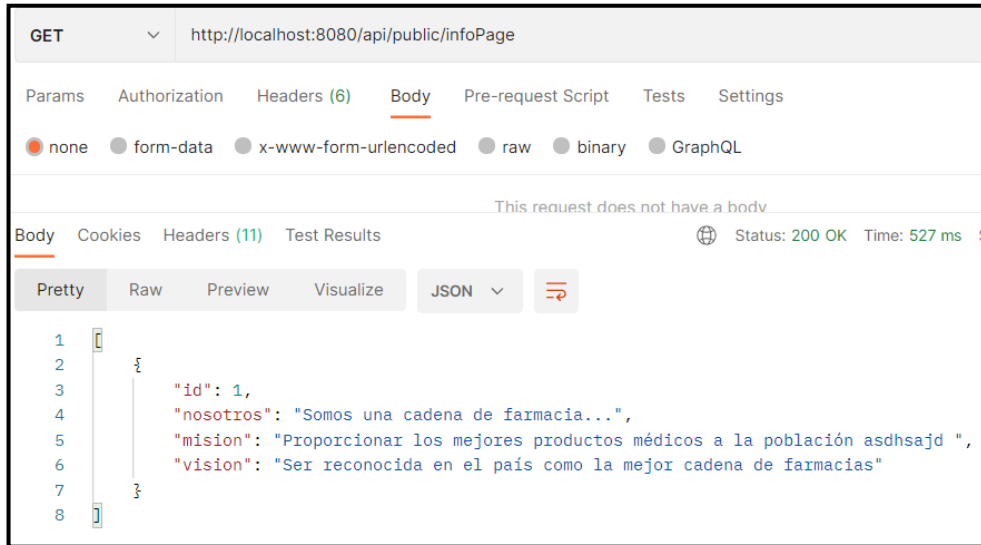 GET http://localhost:8080/api/public/infoPage
Params Authorization Headers (6) Body Pre-request Script Tests Settings
none form-data x-www-form-urlencoded raw binary GraphQL
This request does not have a body
Body Cookies Headers (11) Test Results Status: 200 OK Time: 527 ms
Pretty Raw Preview Visualize JSON
1 [
2 {
3 "id": 1,
4 "nosotros": "Somos una cadena de farmacia...",
5 "mision": "Proporcionar los mejores productos médicos a la población asdhsajd ",
6 "vision": "Ser reconocida en el país como la mejor cadena de farmacias"
7 }
8 ]